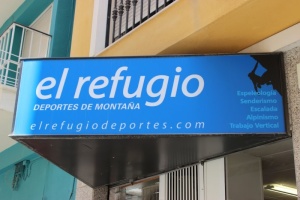 el refugio
DEPORTES DE MONTAÑA
elrefugiodeportes.com
Espeleología
Senderismo
Escalada
Alpinismo
Trabajo Vertical